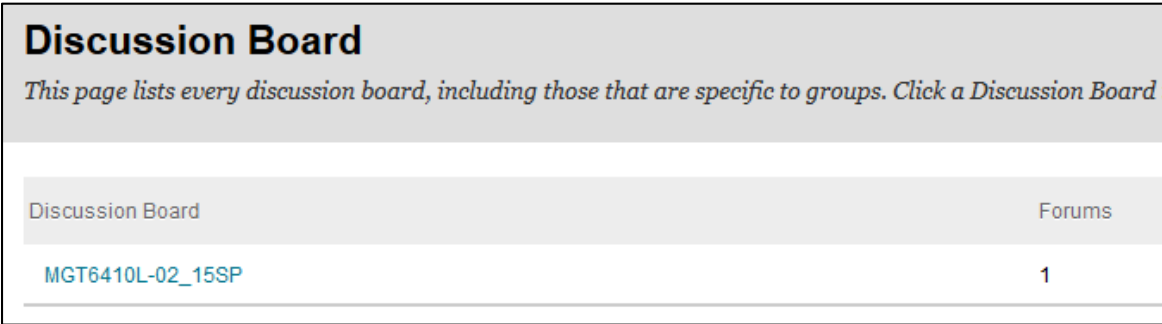 Discussion Board
This page lists every discussion board, including those that are specific to groups. Click a Discussion Board
Discussion Board Forums
MGT6410L-02_15SP 1